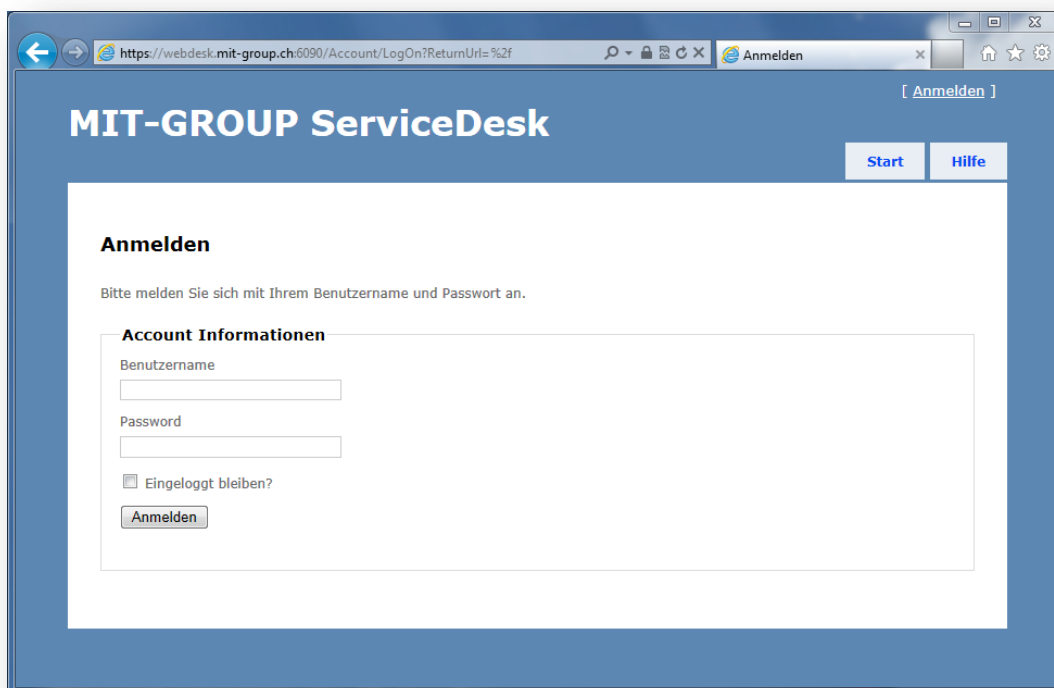 https://webdesk.mit-group.ch:6090/Account/LogOn?ReturnUrl=%2f
Anmelden
[ Anmelden ]
MIT-GROUP ServiceDesk
Start
Hilfe
Anmelden
Bitte melden Sie sich mit Ihrem Benutzername und Passwort an.
Account Informationen
Benutzername
Password
Eingeloggt bleiben?
Anmelden